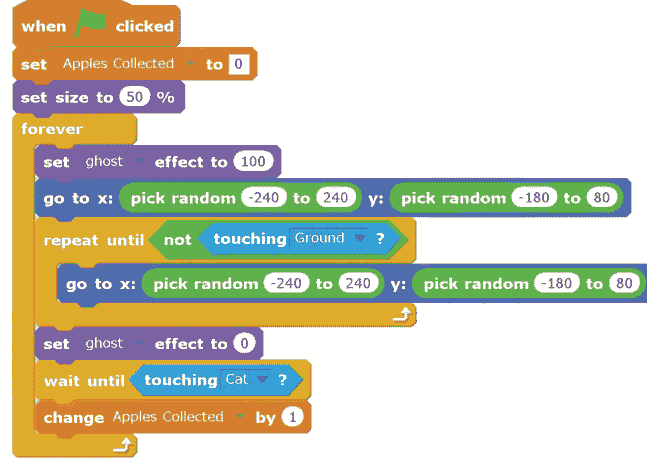 when clicked
set Apples Collected to 0
set size to 50 %
forever
set ghost effect to 100
go to x: pick random -240 to 240 y: pick random -180 to 80
repeat until not touching Ground ?
go to x: pick random -240 to 240 y: pick random -180 to 80
set ghost effect to 0
wait until touching Cat ?
change Apples Collected by 1